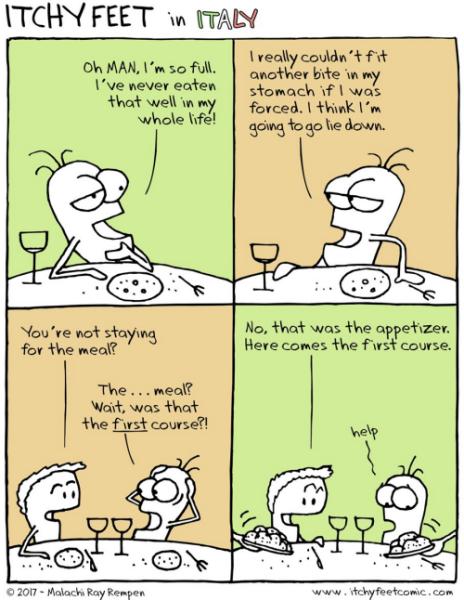 ITCHY FEET in ITALY
Oh MAN, I'm so full.
I've never eaten
that well in my
whole life!
I really couldn't fit
another bite in my
stomach if I was
forced. I think I'm
going to go lie down.
You're not staying
for the meal?
The... meal?
Wait, was that
the first course?!
No, that was the appetizer.
Here comes the first course.
help
© 2017 - Malachi Ray Rempen
www.itchyfeetcomic.com